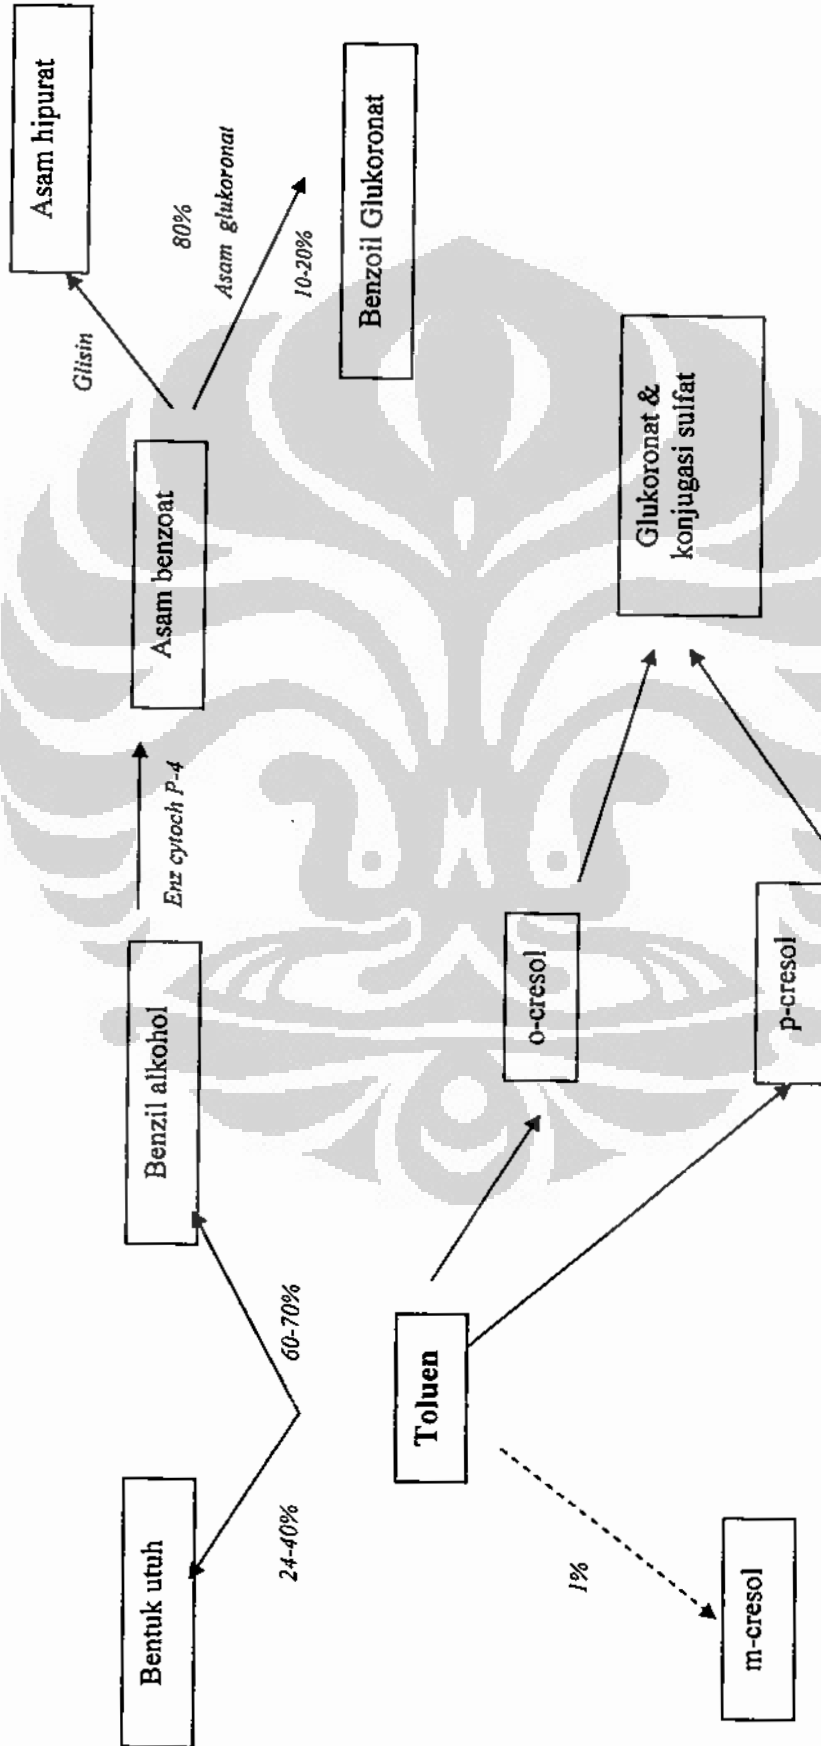 Bentuk utuh
Benzil alkohol
Asam benzoat
Asam hipurat
Glisin
Enz cytoch P-4
80%
Asam glukoronat
24-40%
60-70%
10-20%
Benzoil Glukoronat
Toluen
o-cresol
Glukoronat &
konjugasi sulfat
1%
m-cresol
p-cresol